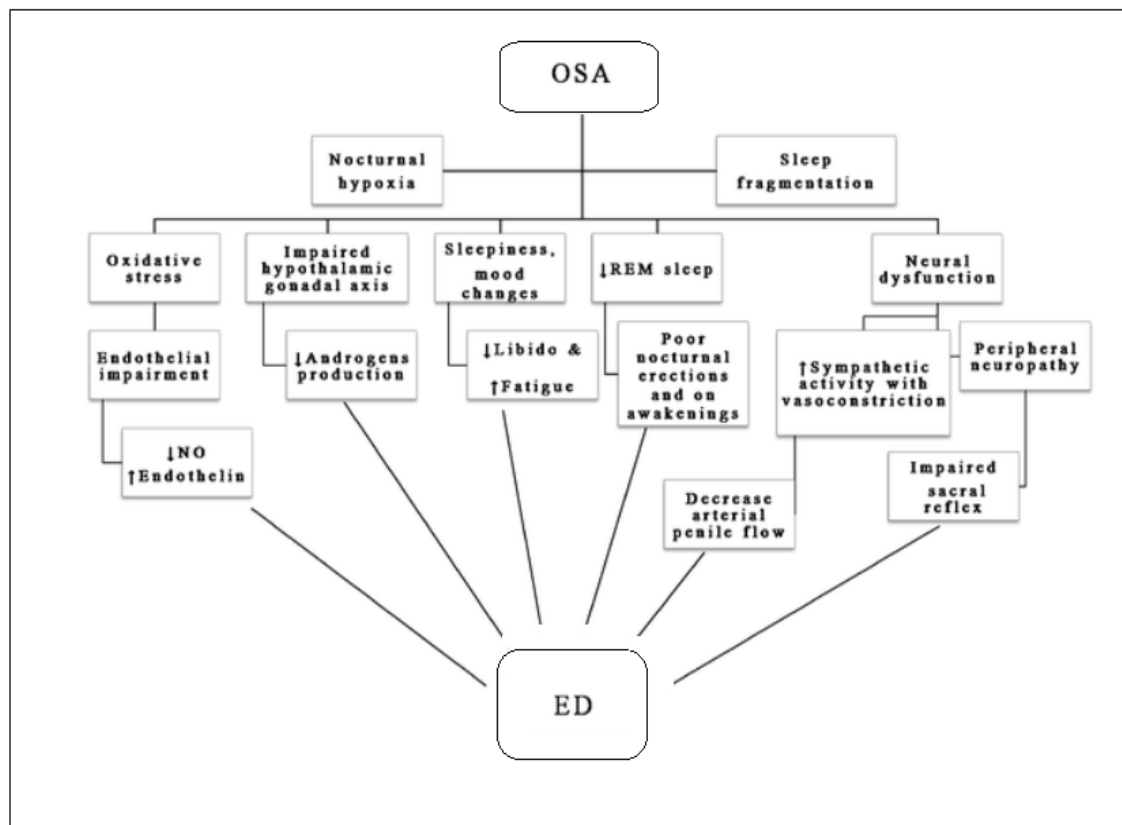 OSA
Nocturnal
hypoxia
Sleep
fragmentation
Oxidative
stress
Impaired
hypothalamic
gonadal axis
Sleepiness,
mood
changes
↓REM sleep
Neural
dysfunction
Endothelial
impairment
↓Androgens
production
↓Libido &
↑Fatigue
Poor
nocturnal
erections
and on
awakenings
↑Sympathetic
activity with
vasoconstriction
Peripheral
neuropathy
↓NO
↑Endothelin
Decrease
arterial
penile flow
Impaired
sacral
reflex
ED